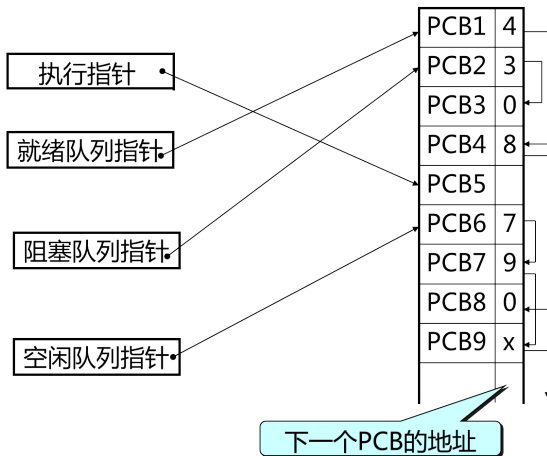 执行指针
就绪队列指针
阻塞队列指针
空闲队列指针
PCB1 4
PCB2 3
PCB3 0
PCB4 8
PCB5
PCB6 7
PCB7 9
PCB8 0
PCB9 x
下一个PCB的地址